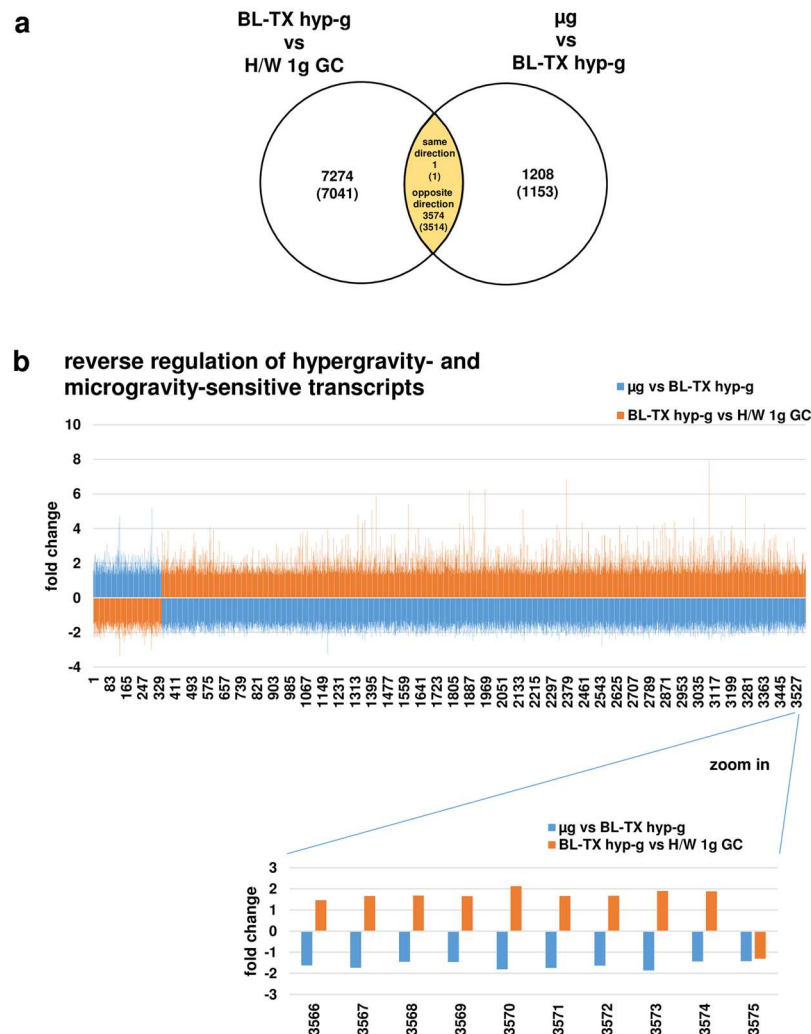 a
BL-TX hyp-g
vs
H/W 1g GC
µg
vs
BL-TX hyp-g
7274
(7041)
same
direction
1
(1)
opposite
direction
3574
(3514)
1208
(1153)
b reverse regulation of hypergravity- and
microgravity-sensitive transcripts
µg vs BL-TX hyp-g
BL-TX hyp-g vs H/W 1g GC
fold change
10
8
6
4
2
0
-2
-4
1 83 165 247 329 411 493 575 657 739 821 903 985 1067 1149 1231 1313 1395 1477 1559 1641 1723 1805 1887 1969 2051 2133 2215 2297 2379 2461 2543 2625 2707 2789 2871 2953 3035 3117 3199 3281 3363 3445 3527
zoom in
µg vs BL-TX hyp-g
BL-TX hyp-g vs H/W 1g GC
fold change
3
2
1
0
-1
-2
-3
3566 3567 3568 3569 3570 3571 3572 3573 3574 3575